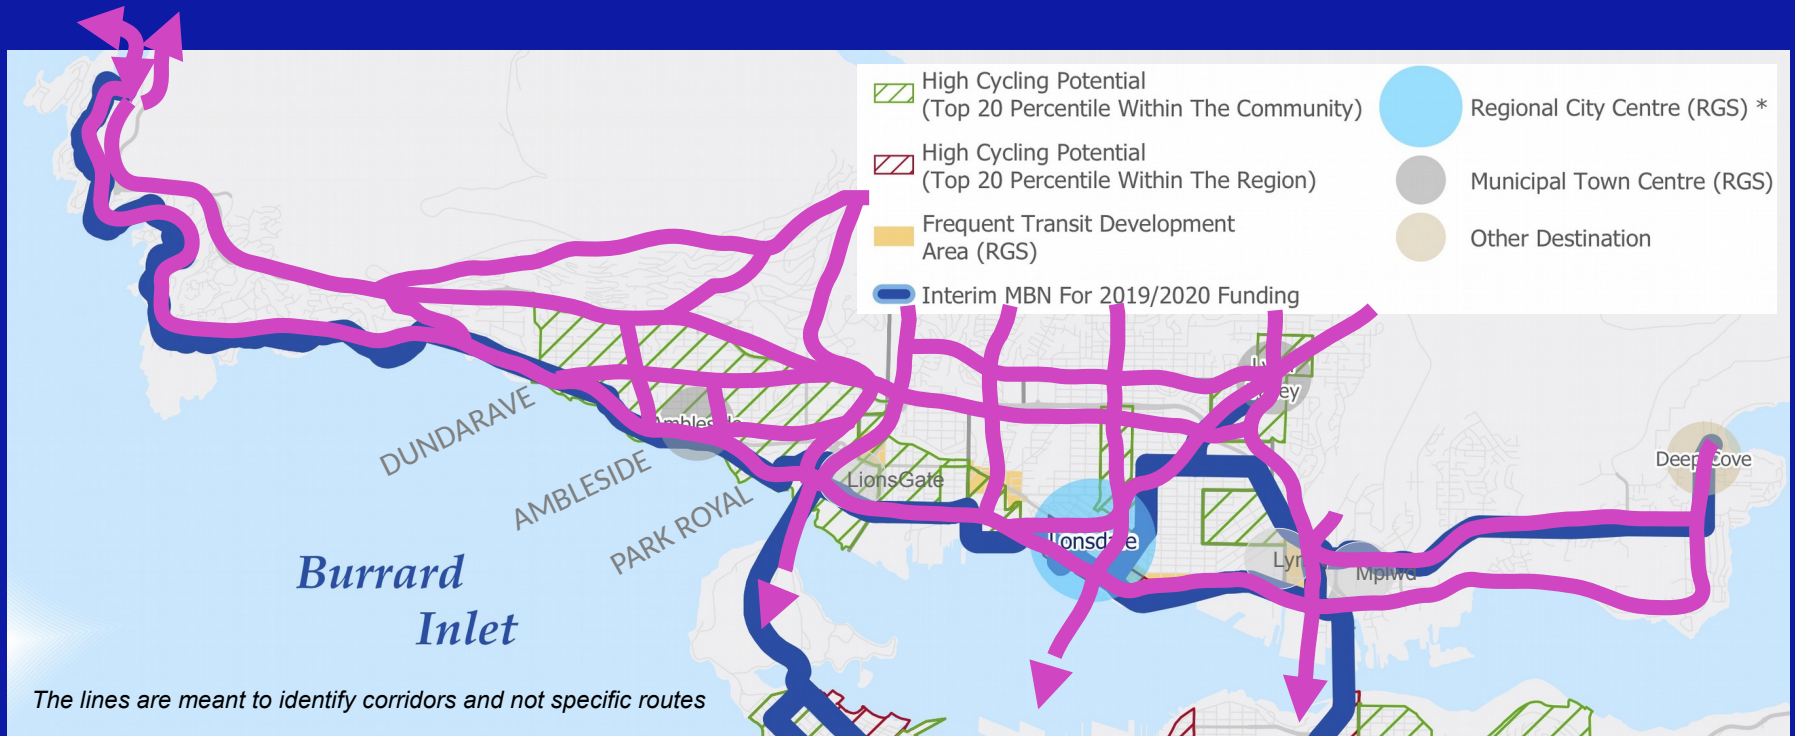 High Cycling Potential
(Top 20 Percentile Within The Community)
High Cycling Potential
(Top 20 Percentile Within The Region)
Frequent Transit Development
Area (RGS)
Interim MBN For 2019/2020 Funding
Regional City Centre (RGS) *
Municipal Town Centre (RGS)
Other Destination
DUNDARAVE
AMBLESIDE
PARK ROYAL
LionsGate
Lonsdale
Deep Cove
Burrard
Inlet
The lines are meant to identify corridors and not specific routes